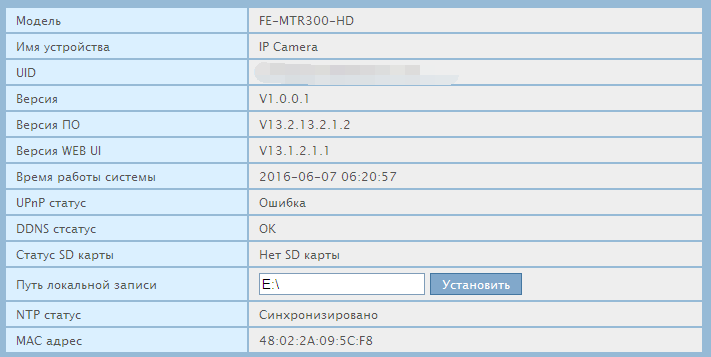 Модель FE-MTR300-HD
Имя устройства IP Camera
UID
Версия V1.0.0.1
Версия ПО V13.2.13.2.1.2
Версия WEB UI V13.1.2.1.1
Время работы системы 2016-06-07 06:20:57
UPnP статус Ошибка
DDNS стсатус OK
Статус SD карты Нет SD карты
Путь локальной записи E:\ Установить
NTP статус Синхронизировано
MAC адрес 48:02:2A:09:5C:F8